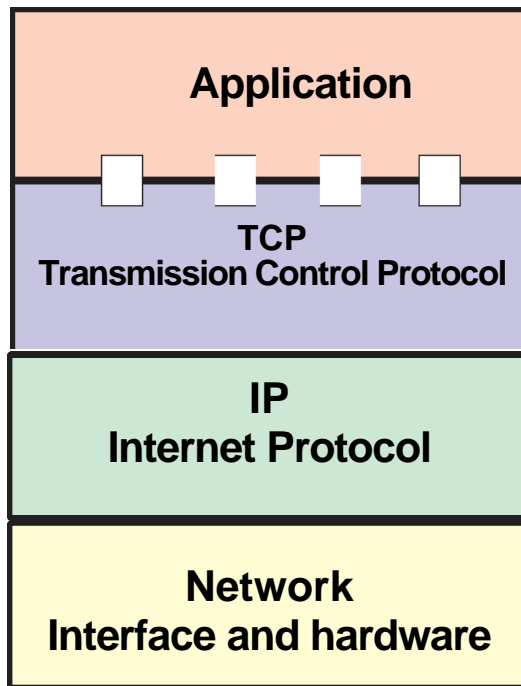 Application
TCP
Transmission Control Protocol
IP
Internet Protocol
Network
Interface and hardware